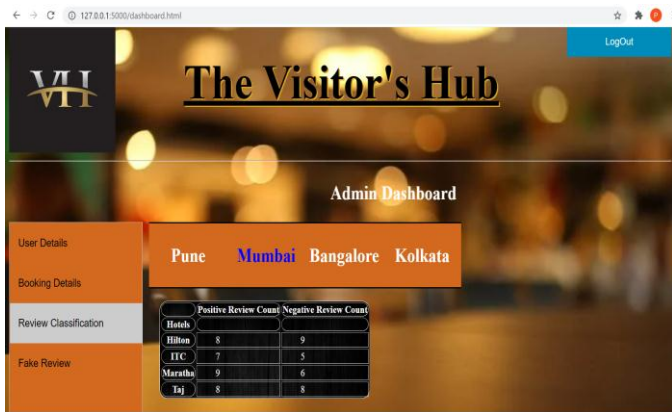 127.0.0.1:5000/dashboard.html
P
LogOut
VH
The Visitor's Hub
Admin Dashboard
User Details
Booking Details
Review Classification
Fake Review
Pune Mumbai Bangalore Kolkata
Positive Review Count Negative Review Count
Hotels
Hilton 8 9
ITC 7 5
Maratha 9 6
Taj 8 8